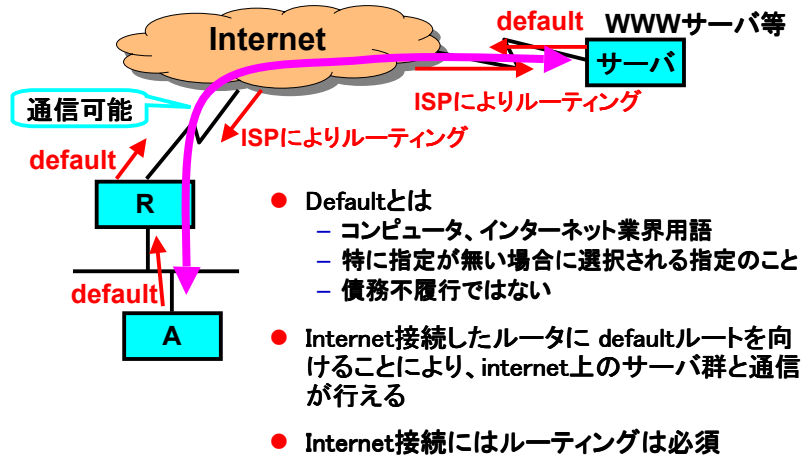 default WWWサーバ等
Internet
サーバ
ISPによりルーティング
通信可能
ISPによりルーティング
default
R
default
A
● Defaultとは
– コンピュータ、インターネット業界用語
– 特に指定が無い場合に選択される指定のこと
– 債務不履行ではない
● Internet接続したルータに defaultルートを向
けることにより、internet上のサーバ群と通信
が行える
● Internet接続にはルーティングは必須